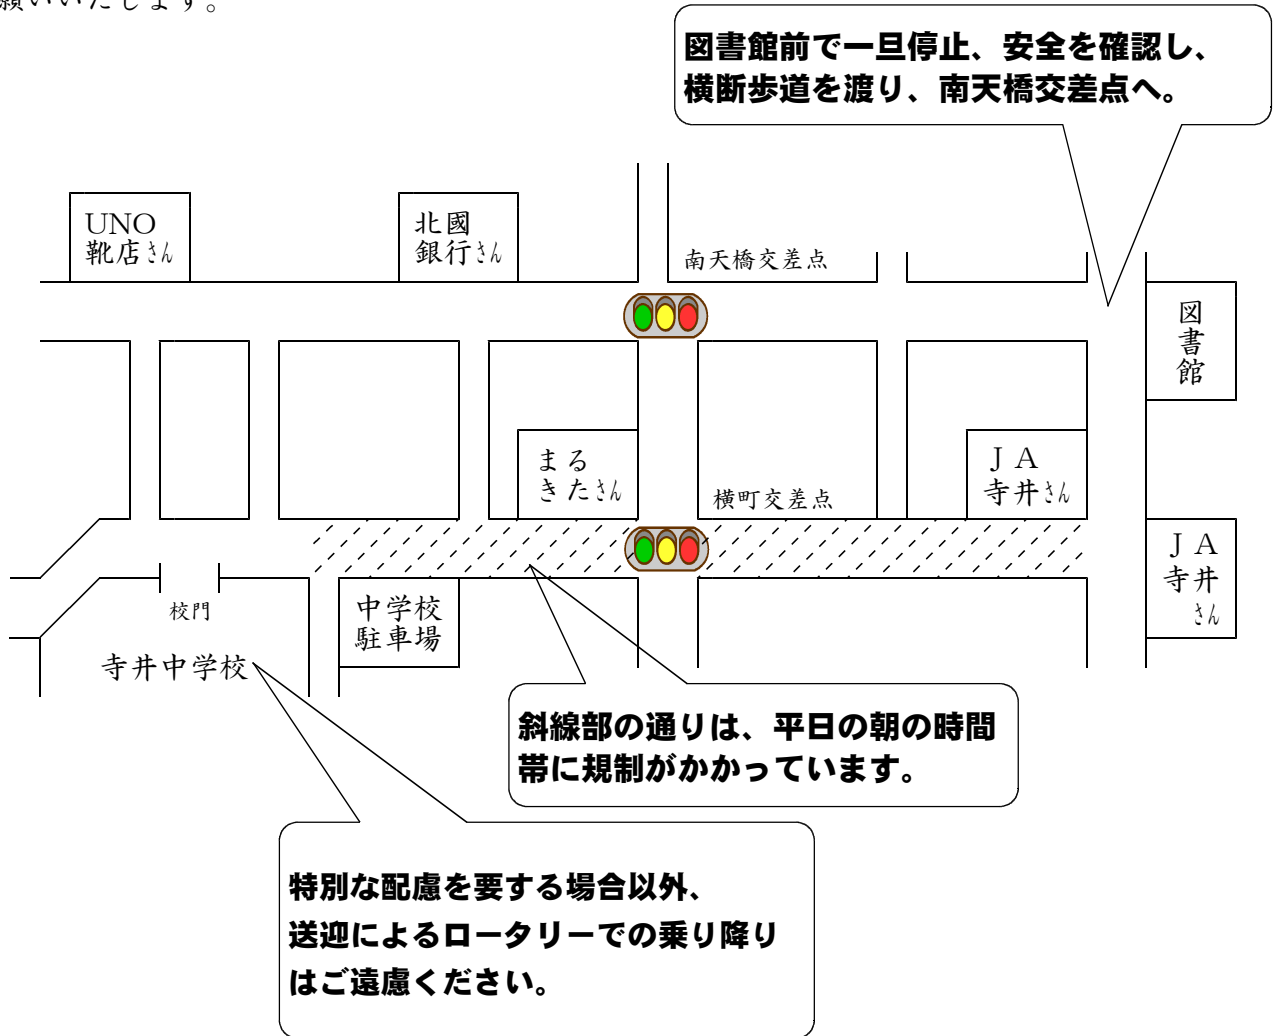 願いいたします。
図書館前で一旦停止、安全を確認し、
横断歩道を渡り、南天橋交差点へ。
UNO
靴店さん
北國
銀行さん
南天橋交差点
図書館
まる
きたさん
横町交差点
ＪＡ
寺井さん
ＪＡ
寺井
さん
校門
中学校
駐車場
寺井中学校
斜線部の通りは、平日の朝の時間
帯に規制がかかっています。
特別な配慮を要する場合以外、
送迎によるロータリーでの乗り降り
はご遠慮ください。